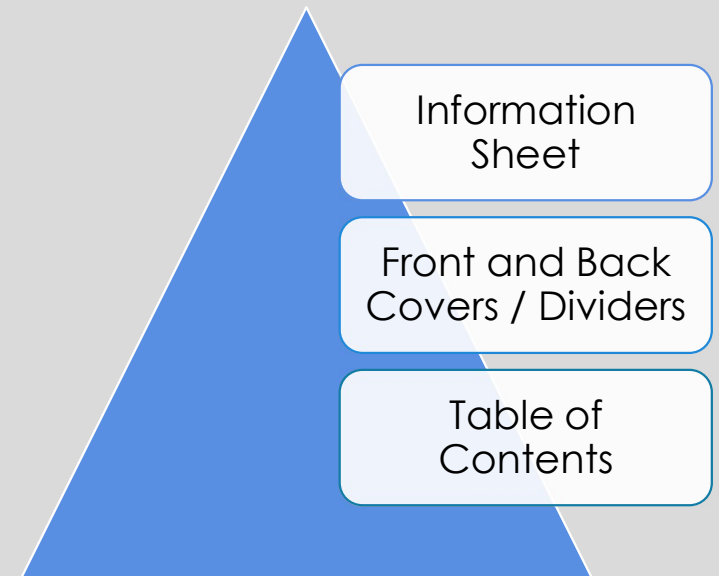 Information
Sheet
Front and Back
Covers / Dividers
Table of
Contents